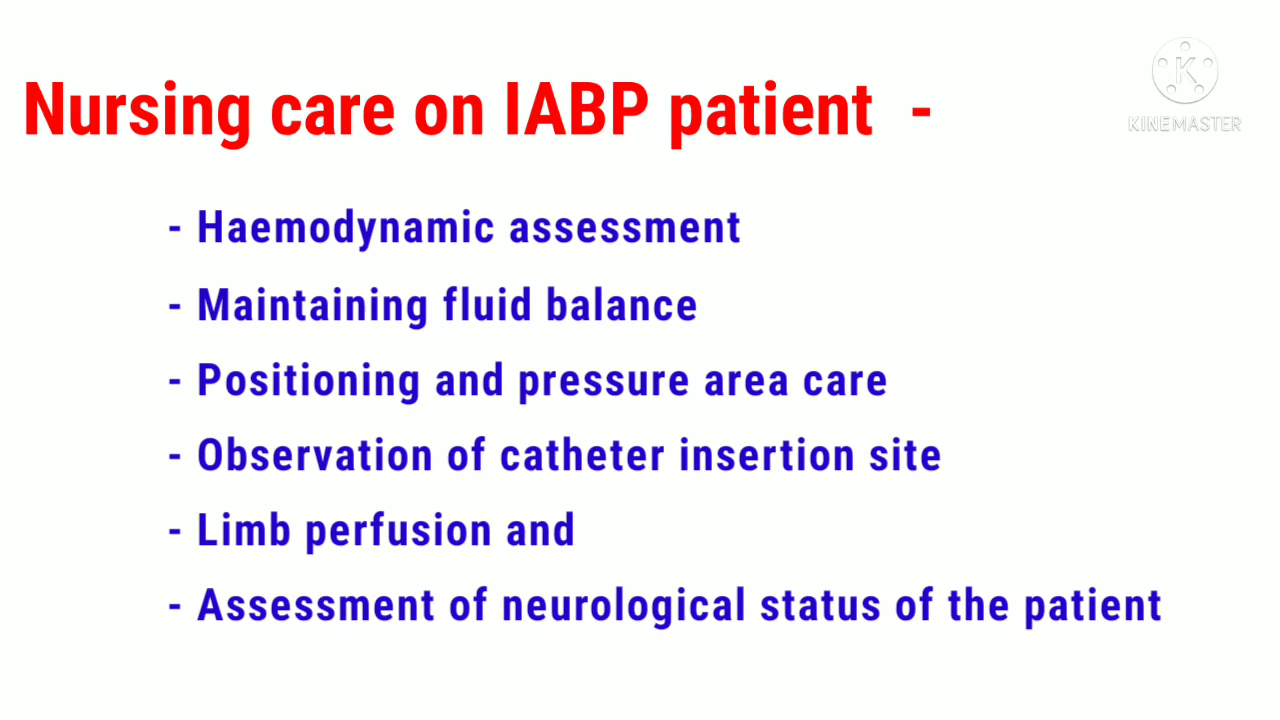 Nursing care on IABP patient -
K
KINEMASTER
- Haemodynamic assessment
- Maintaining fluid balance
- Positioning and pressure area care
- Observation of catheter insertion site
- Limb perfusion and
- Assessment of neurological status of the patient